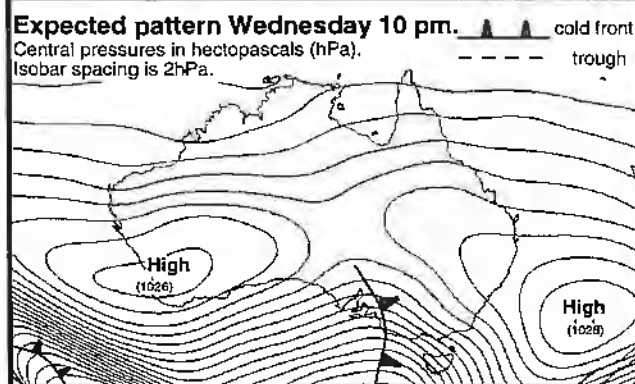 Expected pattern Wednesday 10 pm.
cold front
Central pressures in hectopascals (hPa).
trough
Isobar spacing is 2hPa.
High
(1026)
High
(1028)